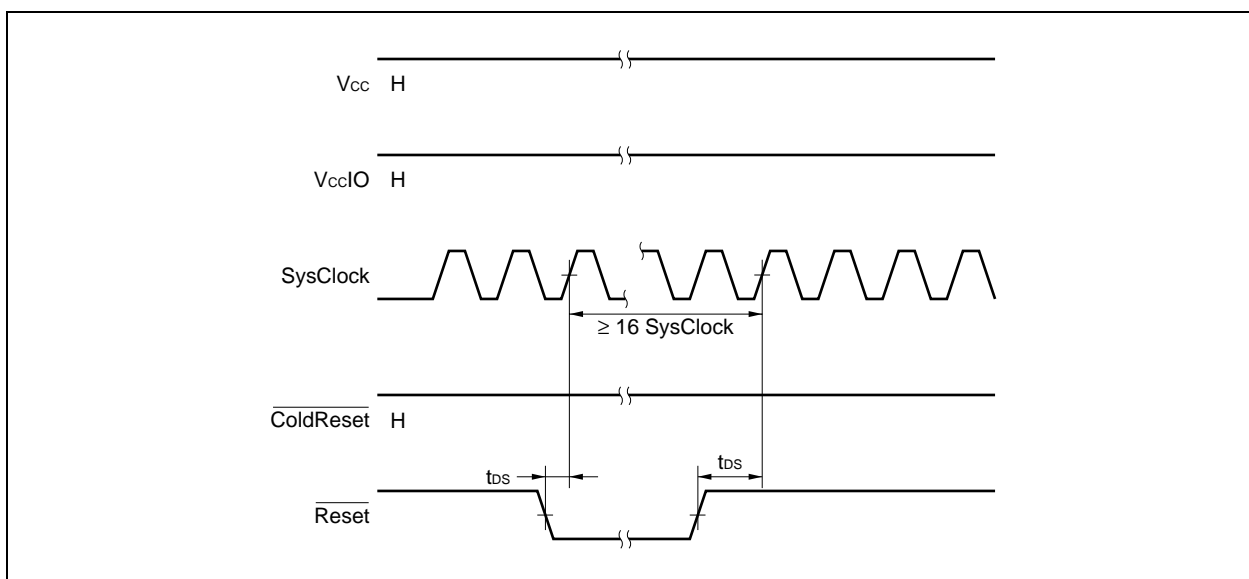 Vcc H
VccIO H
SysClock
≥ 16 SysClock
ColdReset H
tDS tDS
Reset